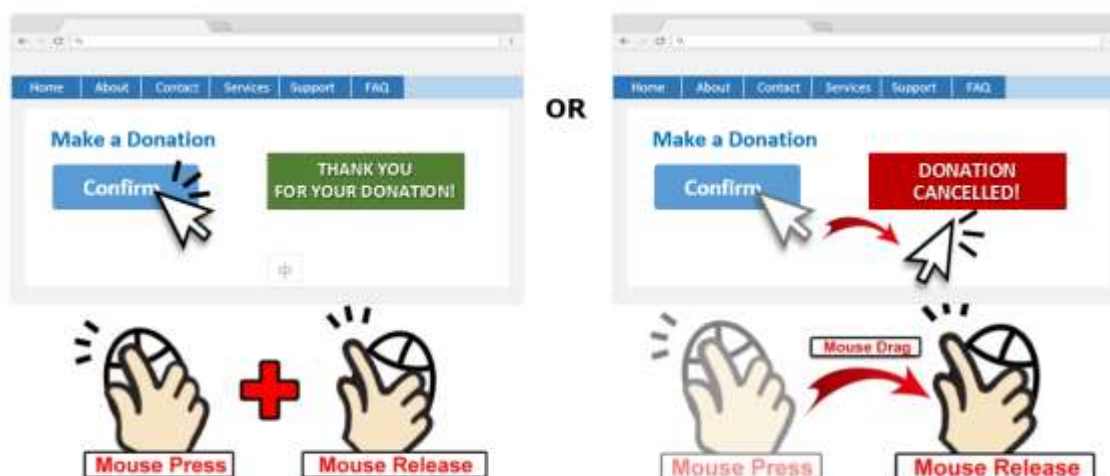 Home About Contact Services Support FAQ
Make a Donation
Confirm
THANK YOU
FOR YOUR DONATION!
Mouse Press
Mouse Release
OR
Home About Contact Services Support FAQ
Make a Donation
Confirm
DONATION
CANCELLED!
Mouse Drag
Mouse Press
Mouse Release